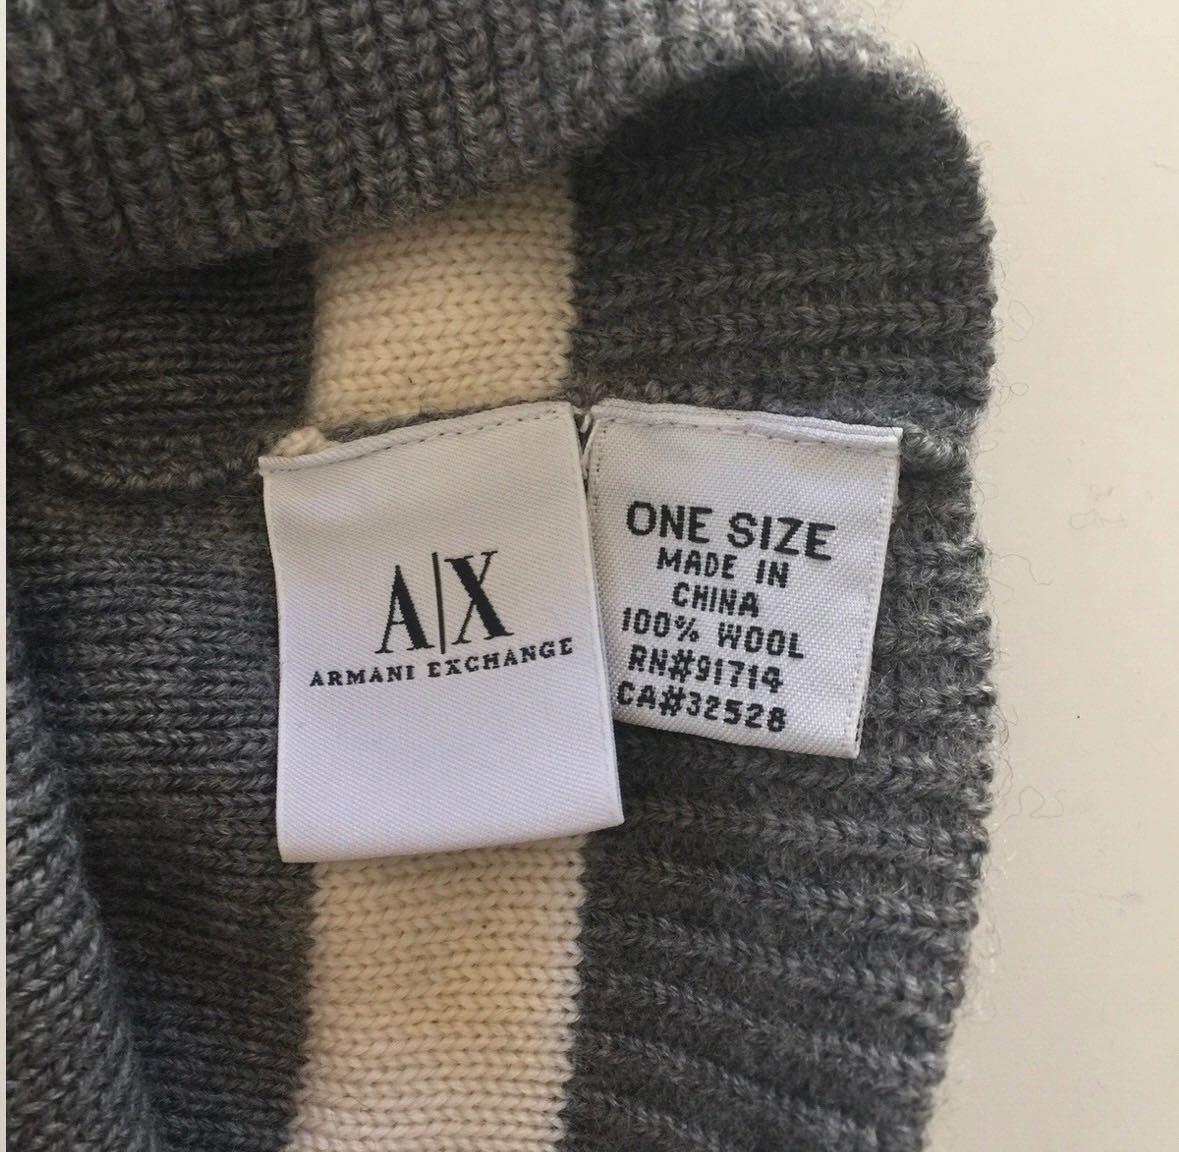 A|X
ARMANI EXCHANGE
ONE SIZE
MADE IN
CHINA
100% WOOL
RN#91714
CA#32528